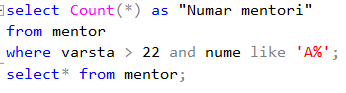 select Count(*) as "Numar mentori"
from mentor
where varsta > 22 and nume like 'A%';
select* from mentor;